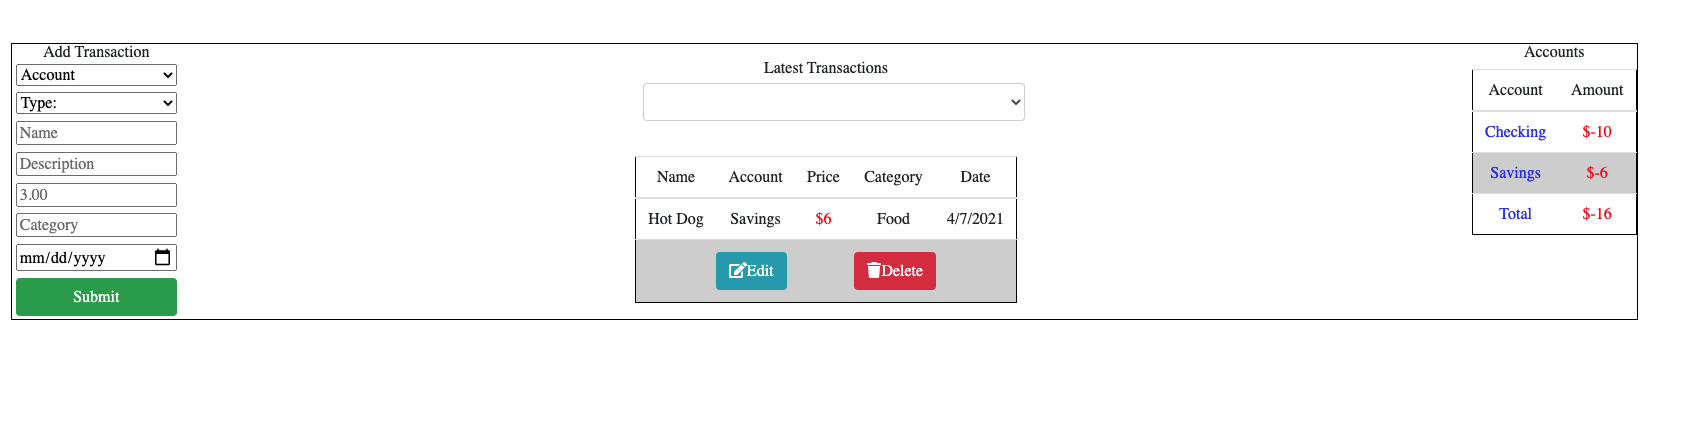 Add Transaction
Account
Type:
Name
Description
3.00
Category
mm/dd/yyyy
Submit
Latest Transactions
Name Account Price Category Date
Hot Dog Savings $6 Food 4/7/2021
Edit Delete
Accounts
Account Amount
Checking $-10
Savings $-6
Total $-16